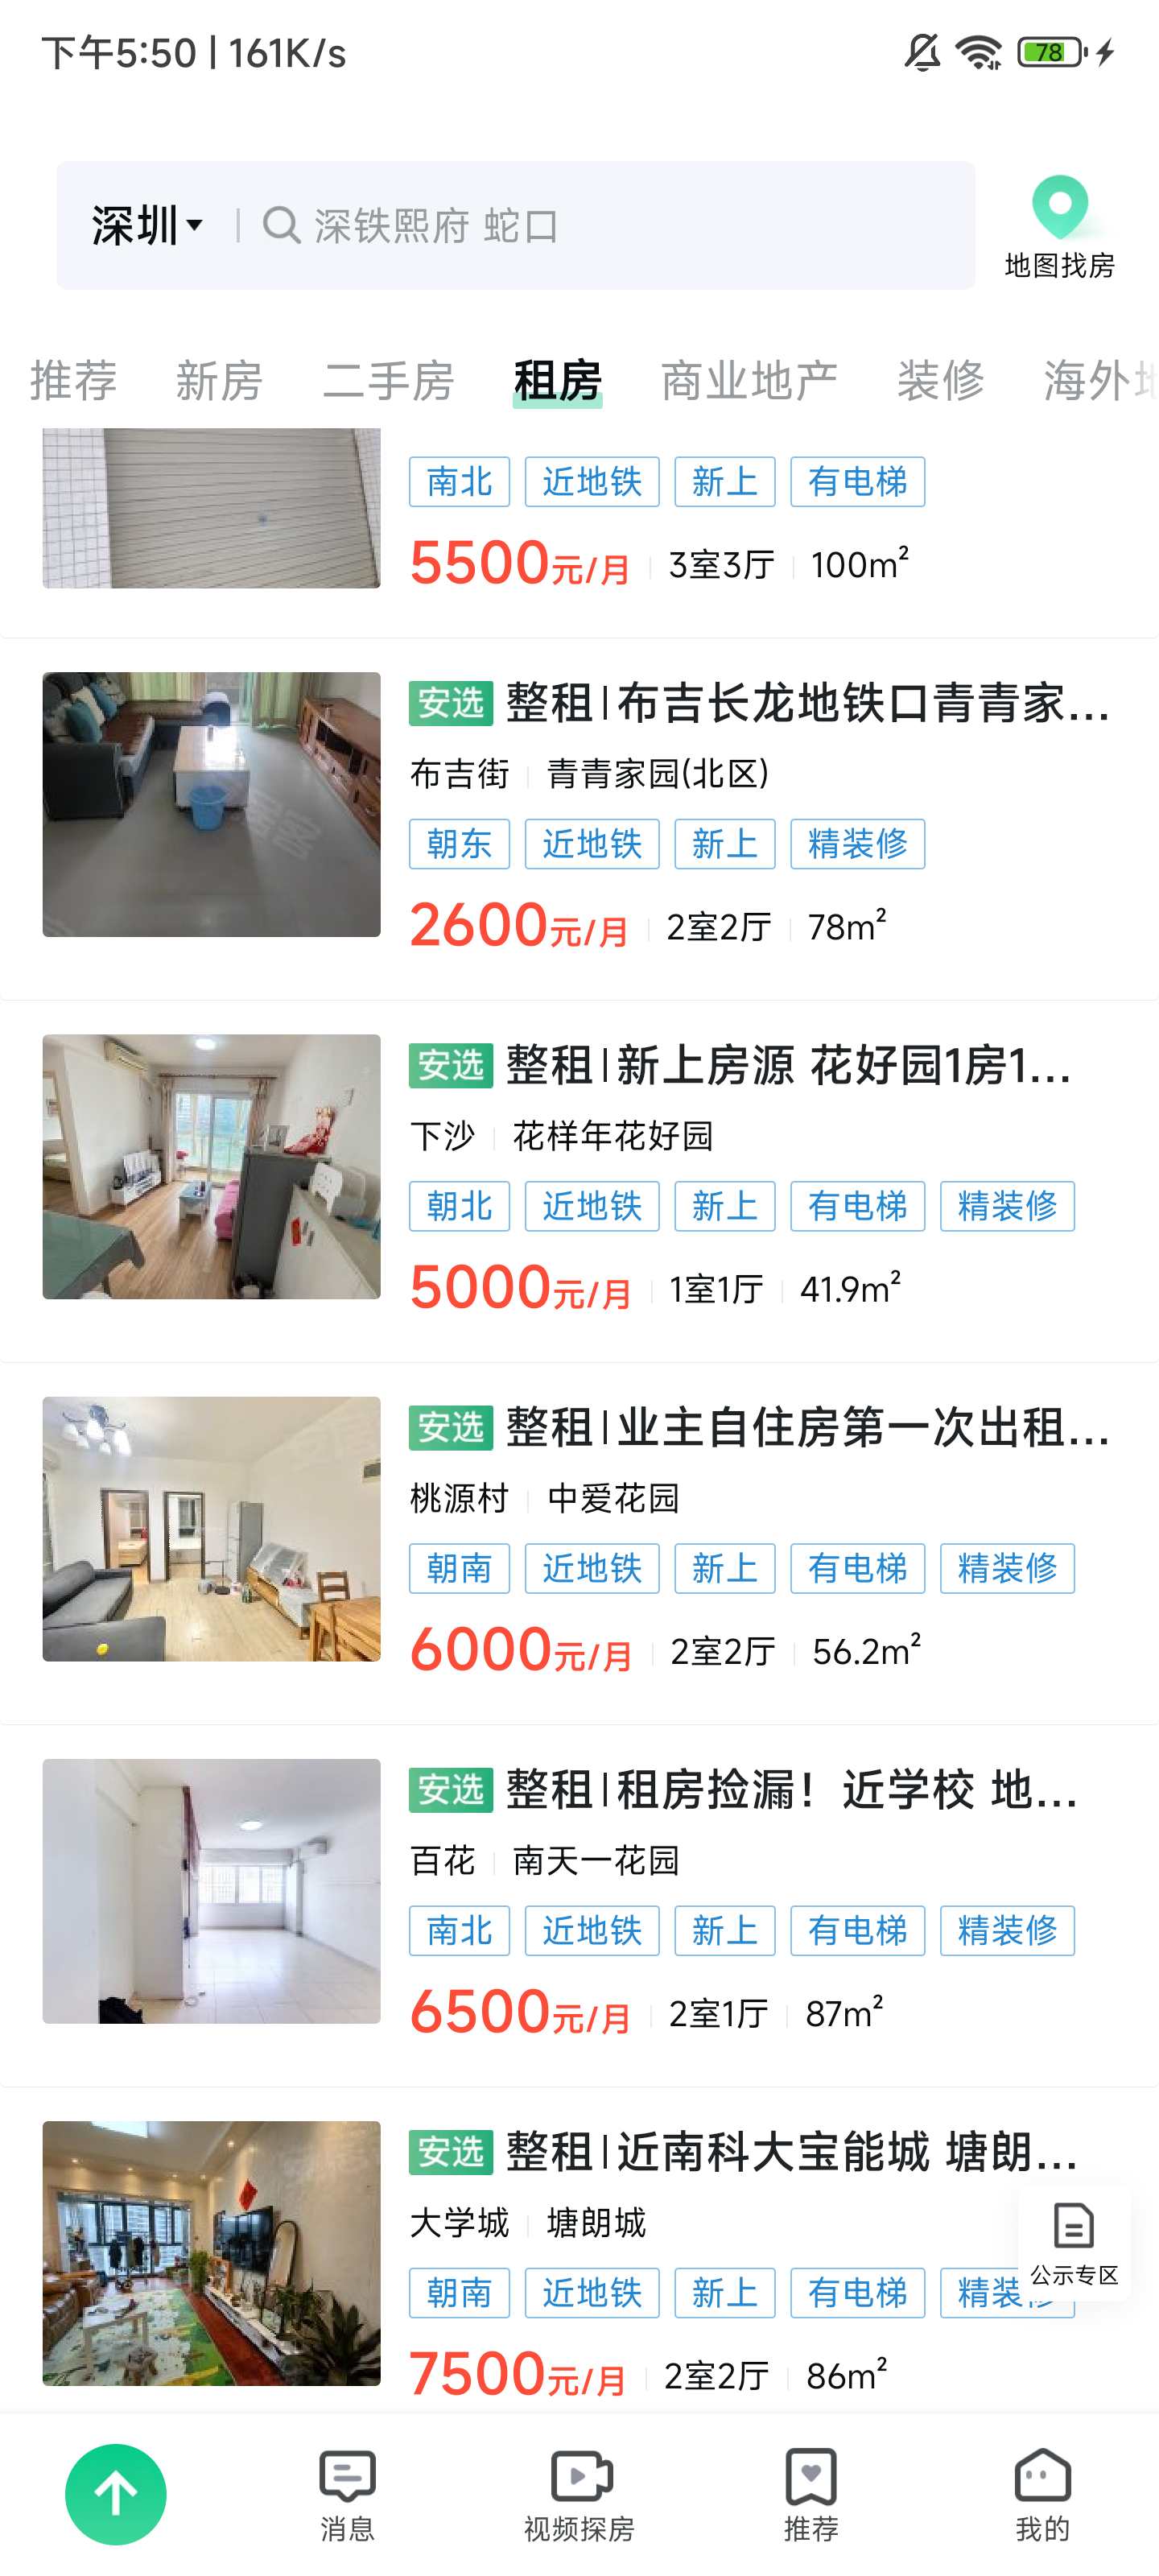 下午5:50 | 161K/s
78
深圳
深铁熙府 蛇口
地图找房
推荐 新房 二手房 租房 商业地产 装修 海外地
南北 近地铁 新上 有电梯
5500元/月 3室3厅 100m²
安选 整租|布吉长龙地铁口青青家...
布吉街 青青家园(北区)
朝东 近地铁 新上 精装修
2600元/月 2室2厅 78m²
安选 整租|新上房源 花好园1房1...
下沙 花样年花好园
朝北 近地铁 新上 有电梯 精装修
5000元/月 1室1厅 41.9m²
安选 整租|业主自住房第一次出租...
桃源村 中爱花园
朝南 近地铁 新上 有电梯 精装修
6000元/月 2室2厅 56.2m²
安选 整租|租房捡漏！近学校 地...
百花 南天一花园
南北 近地铁 新上 有电梯 精装修
6500元/月 2室1厅 87m²
安选 整租|近南科大宝能城 塘朗...
大学城 塘朗城
公示专区
朝南 近地铁 新上 有电梯 精装修
7500元/月 2室2厅 86m²
消息 视频探房 推荐 我的